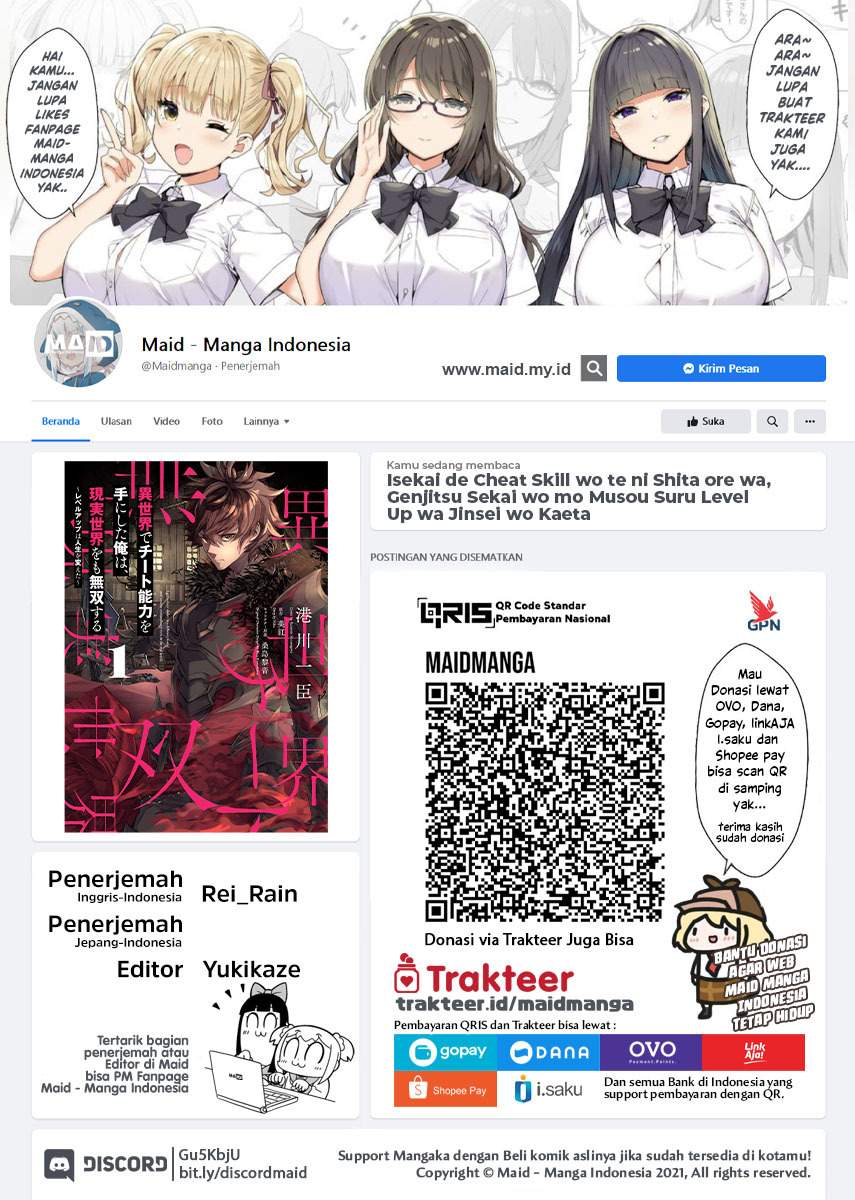 HAI
KAMU...
JANGAN
LUPA
LIKES
FANPAGE
MAID-
MANGA
INDONESIA
YAK..
ARA~
ARA~
JANGAN
LUPA
BUAT
TRAKTEER
KAMI
JUGA
YAK....
MAID
Maid - Manga Indonesia
@Maidmanga · Penerjemah
www.maid.my.id
Kirim Pesan
Beranda
Ulasan
Video
Foto
Lainnya
Suka
異世界でチート能力を
手にした俺は、
現実世界をも無双する
～レベルアップは人生を変えた～
1
港川一臣
Kamu sedang membaca
Isekai de Cheat Skill wo te ni Shita ore wa,
Genjitsu Sekai wo mo Musou Suru Level
Up wa Jinsei wo Kaeta
POSTINGAN YANG DISEMATKAN
QRIS
QR Code Standar
Pembayaran Nasional
GPN
MAIDMANGA
Mau
Donasi lewat
OVO, Dana,
Gopay, linkAJA
I.saku dan
Shopee pay
bisa scan QR
di samping
yak...
terima kasih
sudah donasi
Donasi via Trakteer Juga Bisa
Trakteer
trakteer.id/maidmanga
BANTU DONASI
AGAR WEB
MAID MANGA
INDONESIA
TETAP HIDUP
Pembayaran QRIS dan Trakteer bisa lewat :
gopay
DANA
OVO
Payment.Points.
Link
Aja!
Shopee Pay
i.saku
Dan semua Bank di Indonesia yang
support pembayaran dengan QR.
Penerjemah
Inggris-Indonesia
Rei_Rain
Penerjemah
Jepang-Indonesia
Editor
Yukikaze
Tertarik bagian
penerjemah atau
Editor di Maid
bisa PM Fanpage
Maid - Manga Indonesia
MAID
DISCORD
Gu5KbjU
bit.ly/discordmaid
Support Mangaka dengan Beli komik aslinya jika sudah tersedia di kotamu!
Copyright © Maid - Manga Indonesia 2021, All rights reserved.